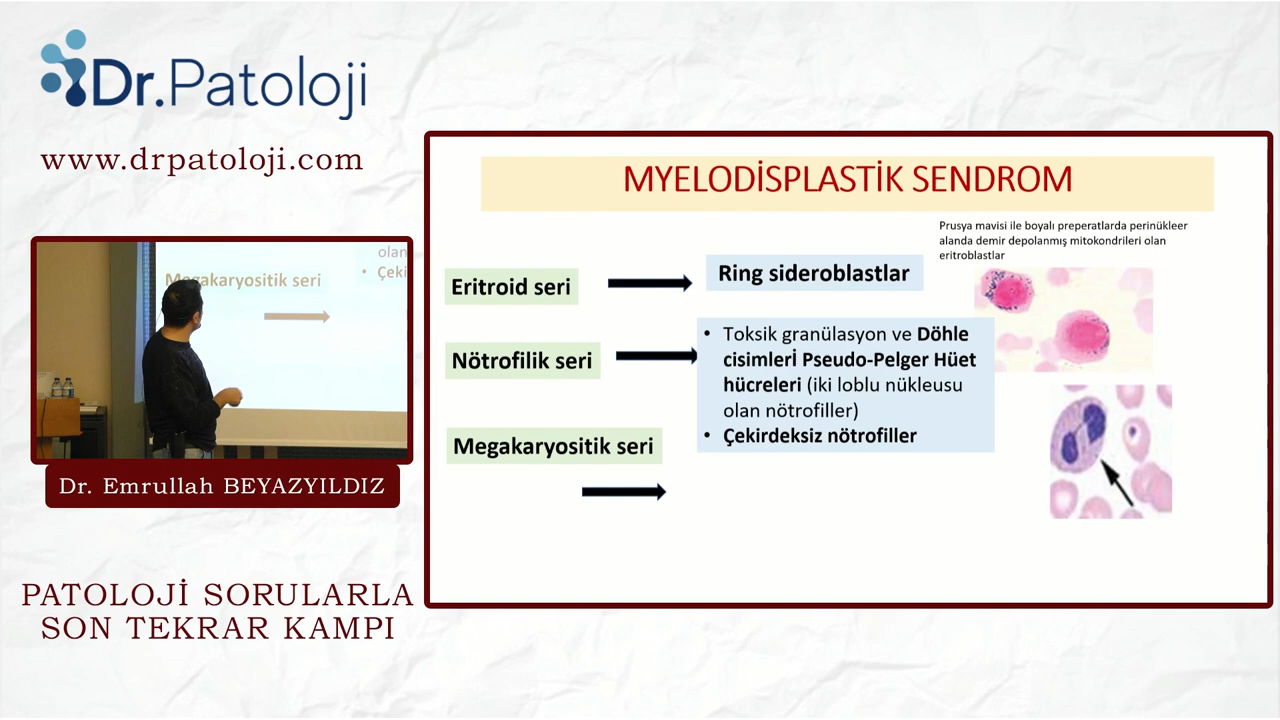 Dr.Patoloji
www.drpatoloji.com
olan
Megakaryositik seri
• Çeki
Dr. Emrullah BEYAZYILDIZ
PATOLOJİ SORULARLA
SON TEKRAR KAMPI
MYELODİSPLASTİK SENDROM
Prusya mavisi ile boyalı preperatlarda perinükleer
alanda demir depolanmış mitokondrileri olan
eritroblastlar
Eritroid seri
Ring sideroblastlar
Nötrofilik seri
• Toksik granülasyon ve Döhle
cisimlerİ Pseudo-Pelger Hüet
hücreleri (iki loblu nükleusu
olan nötrofiller)
• Çekirdeksiz nötrofiller
Megakaryositik seri